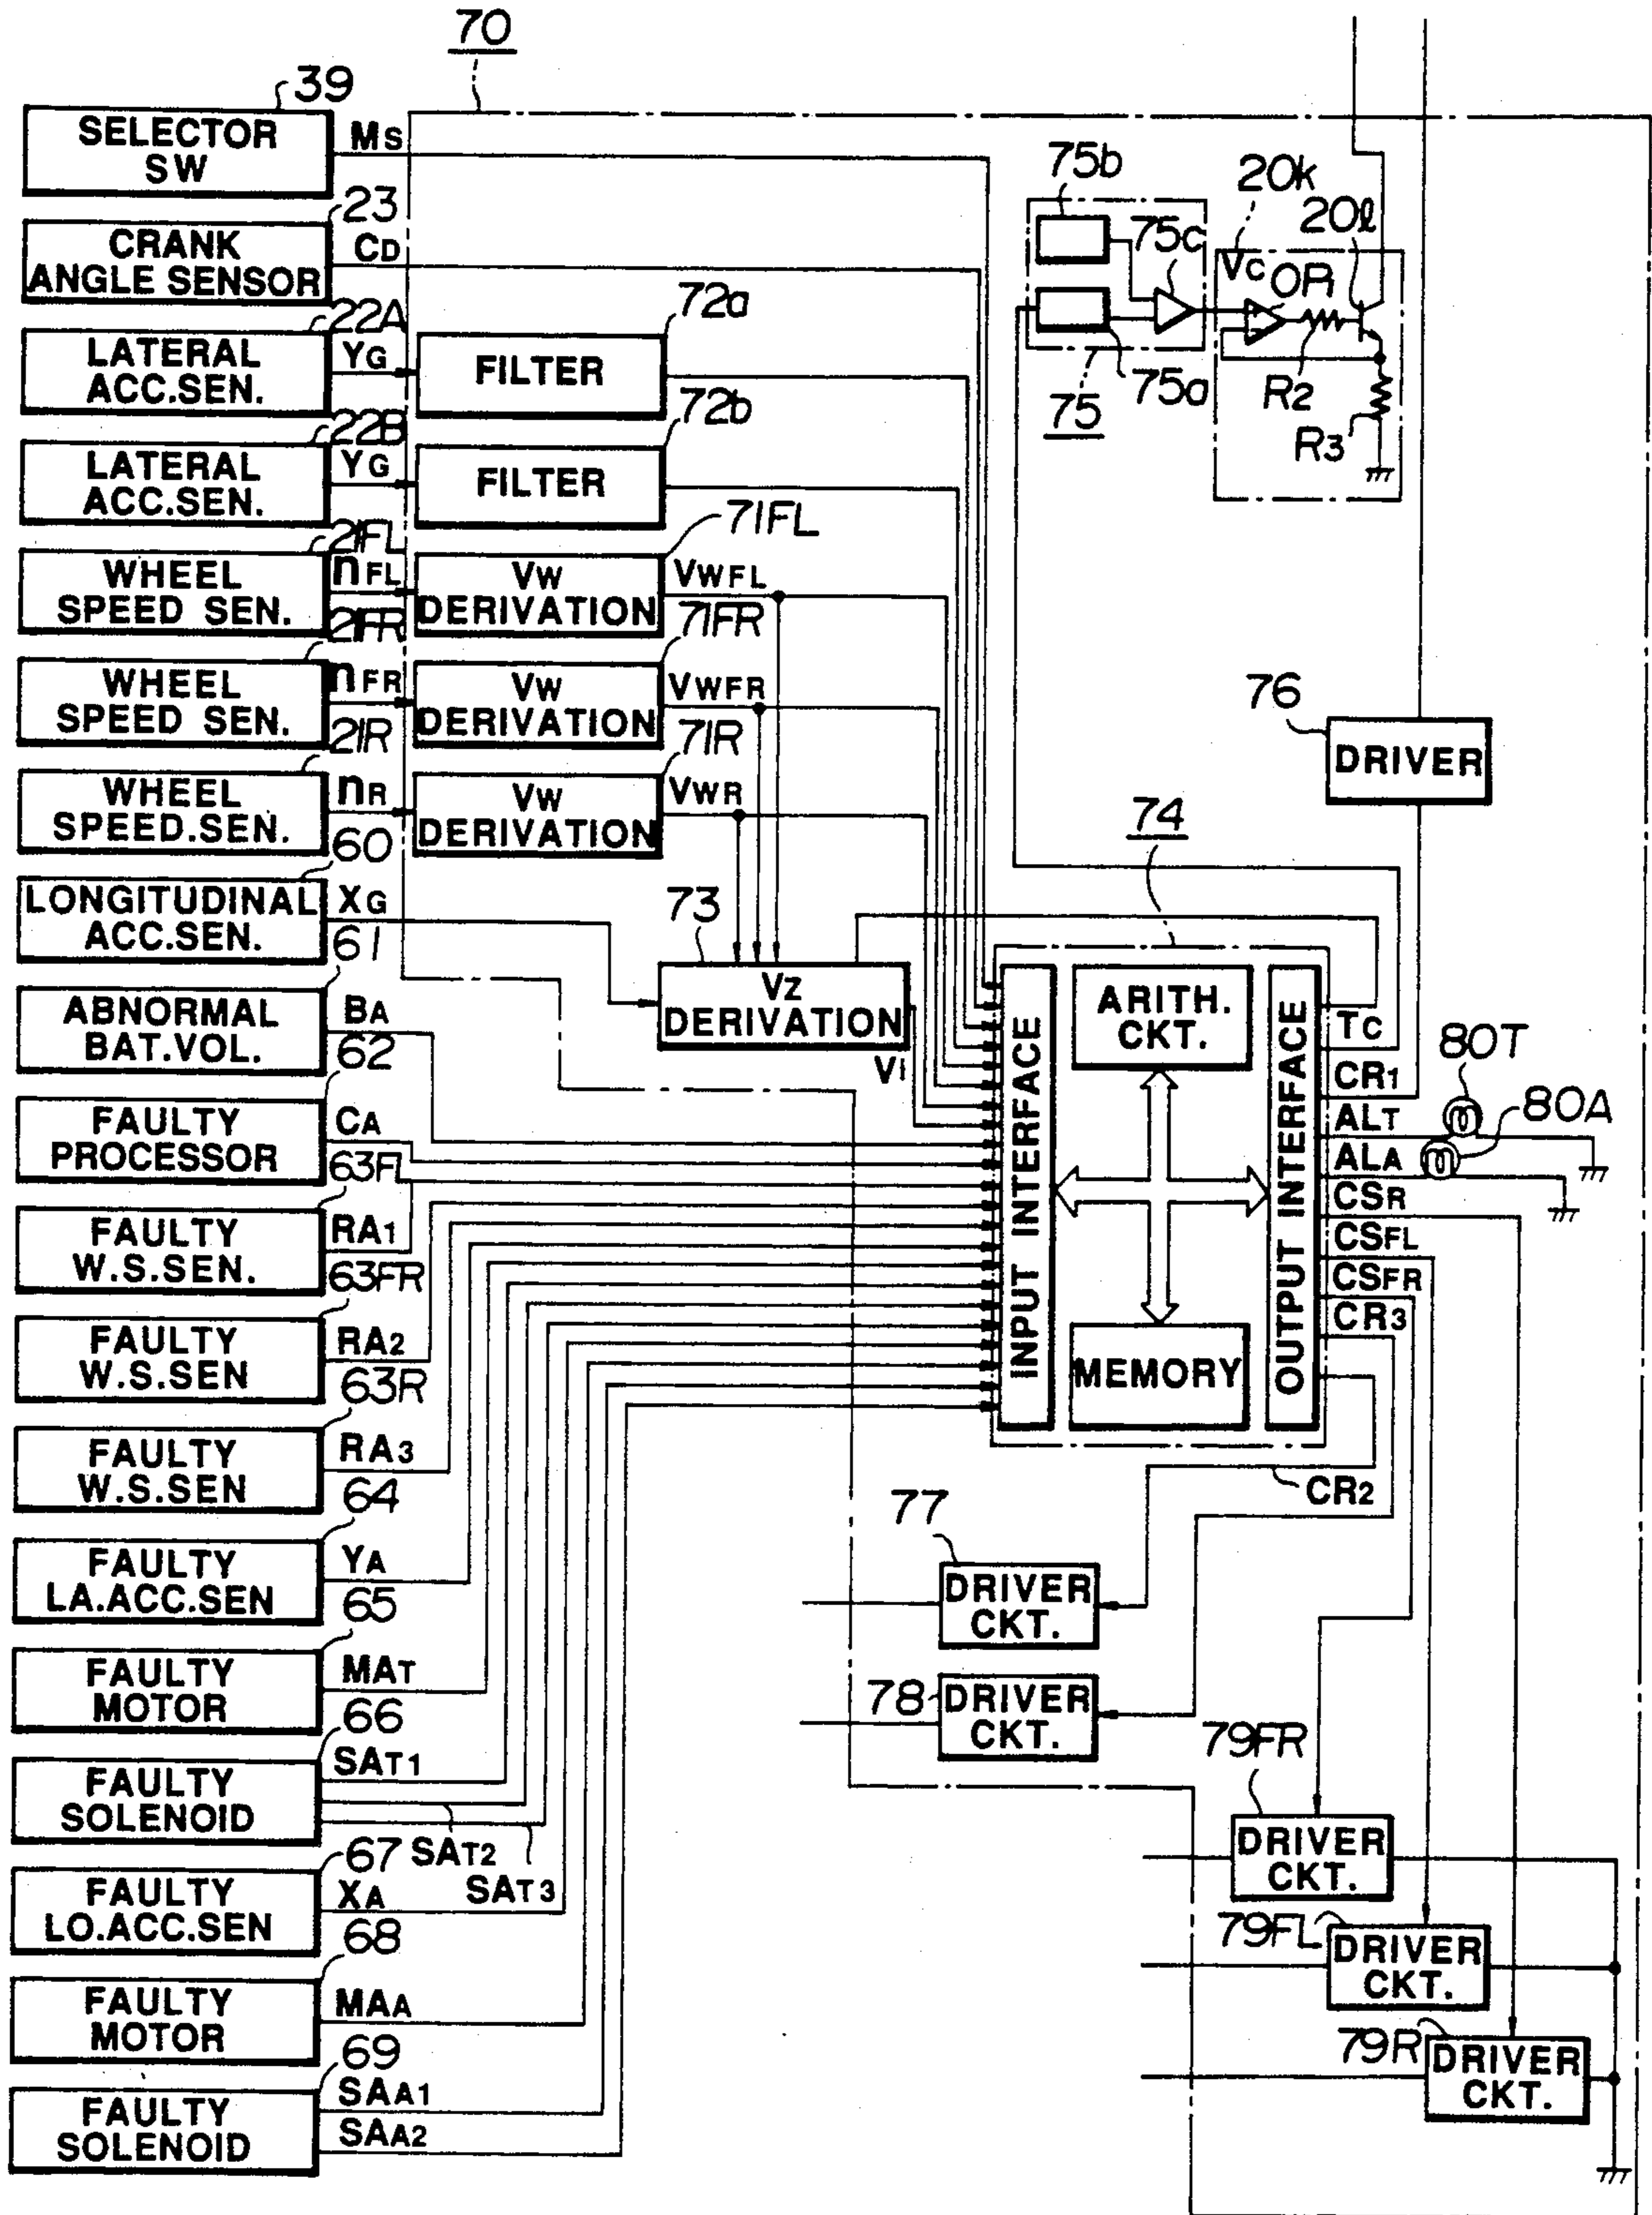 70
39
SELECTOR
SW
MS
23
CRANK
ANGLE SENSOR
CD
22A
LATERAL
ACC.SEN.
YG
72a
FILTER
22B
LATERAL
ACC.SEN.
YG
72b
FILTER
21FL
WHEEL
SPEED SEN.
nFL
71FL
VW
DERIVATION
VWFL
21FR
WHEEL
SPEED SEN.
nFR
71FR
VW
DERIVATION
VWFR
21R
WHEEL
SPEED.SEN.
nR
71R
VW
DERIVATION
VWR
60
LONGITUDINAL
ACC.SEN.
XG
73
VZ
DERIVATION
Vi
61
ABNORMAL
BAT.VOL.
BA
62
FAULTY
PROCESSOR
CA
63FL
FAULTY
W.S.SEN.
RA1
63FR
FAULTY
W.S.SEN
RA2
63R
FAULTY
W.S.SEN
RA3
64
FAULTY
LA.ACC.SEN
YA
65
FAULTY
MOTOR
MAT
66
FAULTY
SOLENOID
SAT1
SAT2
SAT3
67
FAULTY
LO.ACC.SEN
XA
68
FAULTY
MOTOR
MAA
69
FAULTY
SOLENOID
SAA1
SAA2
75b
75c
75a
75
20k
20l
VC
OP
R2
R3
76
DRIVER
74
INPUT INTERFACE
ARITH.
CKT.
MEMORY
OUTPUT INTERFACE
TC
CR1
ALT
ALA
CSR
CSFL
CSFR
CR3
CR2
80T
80A
77
DRIVER
CKT.
78
DRIVER
CKT.
79FR
DRIVER
CKT.
79FL
DRIVER
CKT.
79R
DRIVER
CKT.